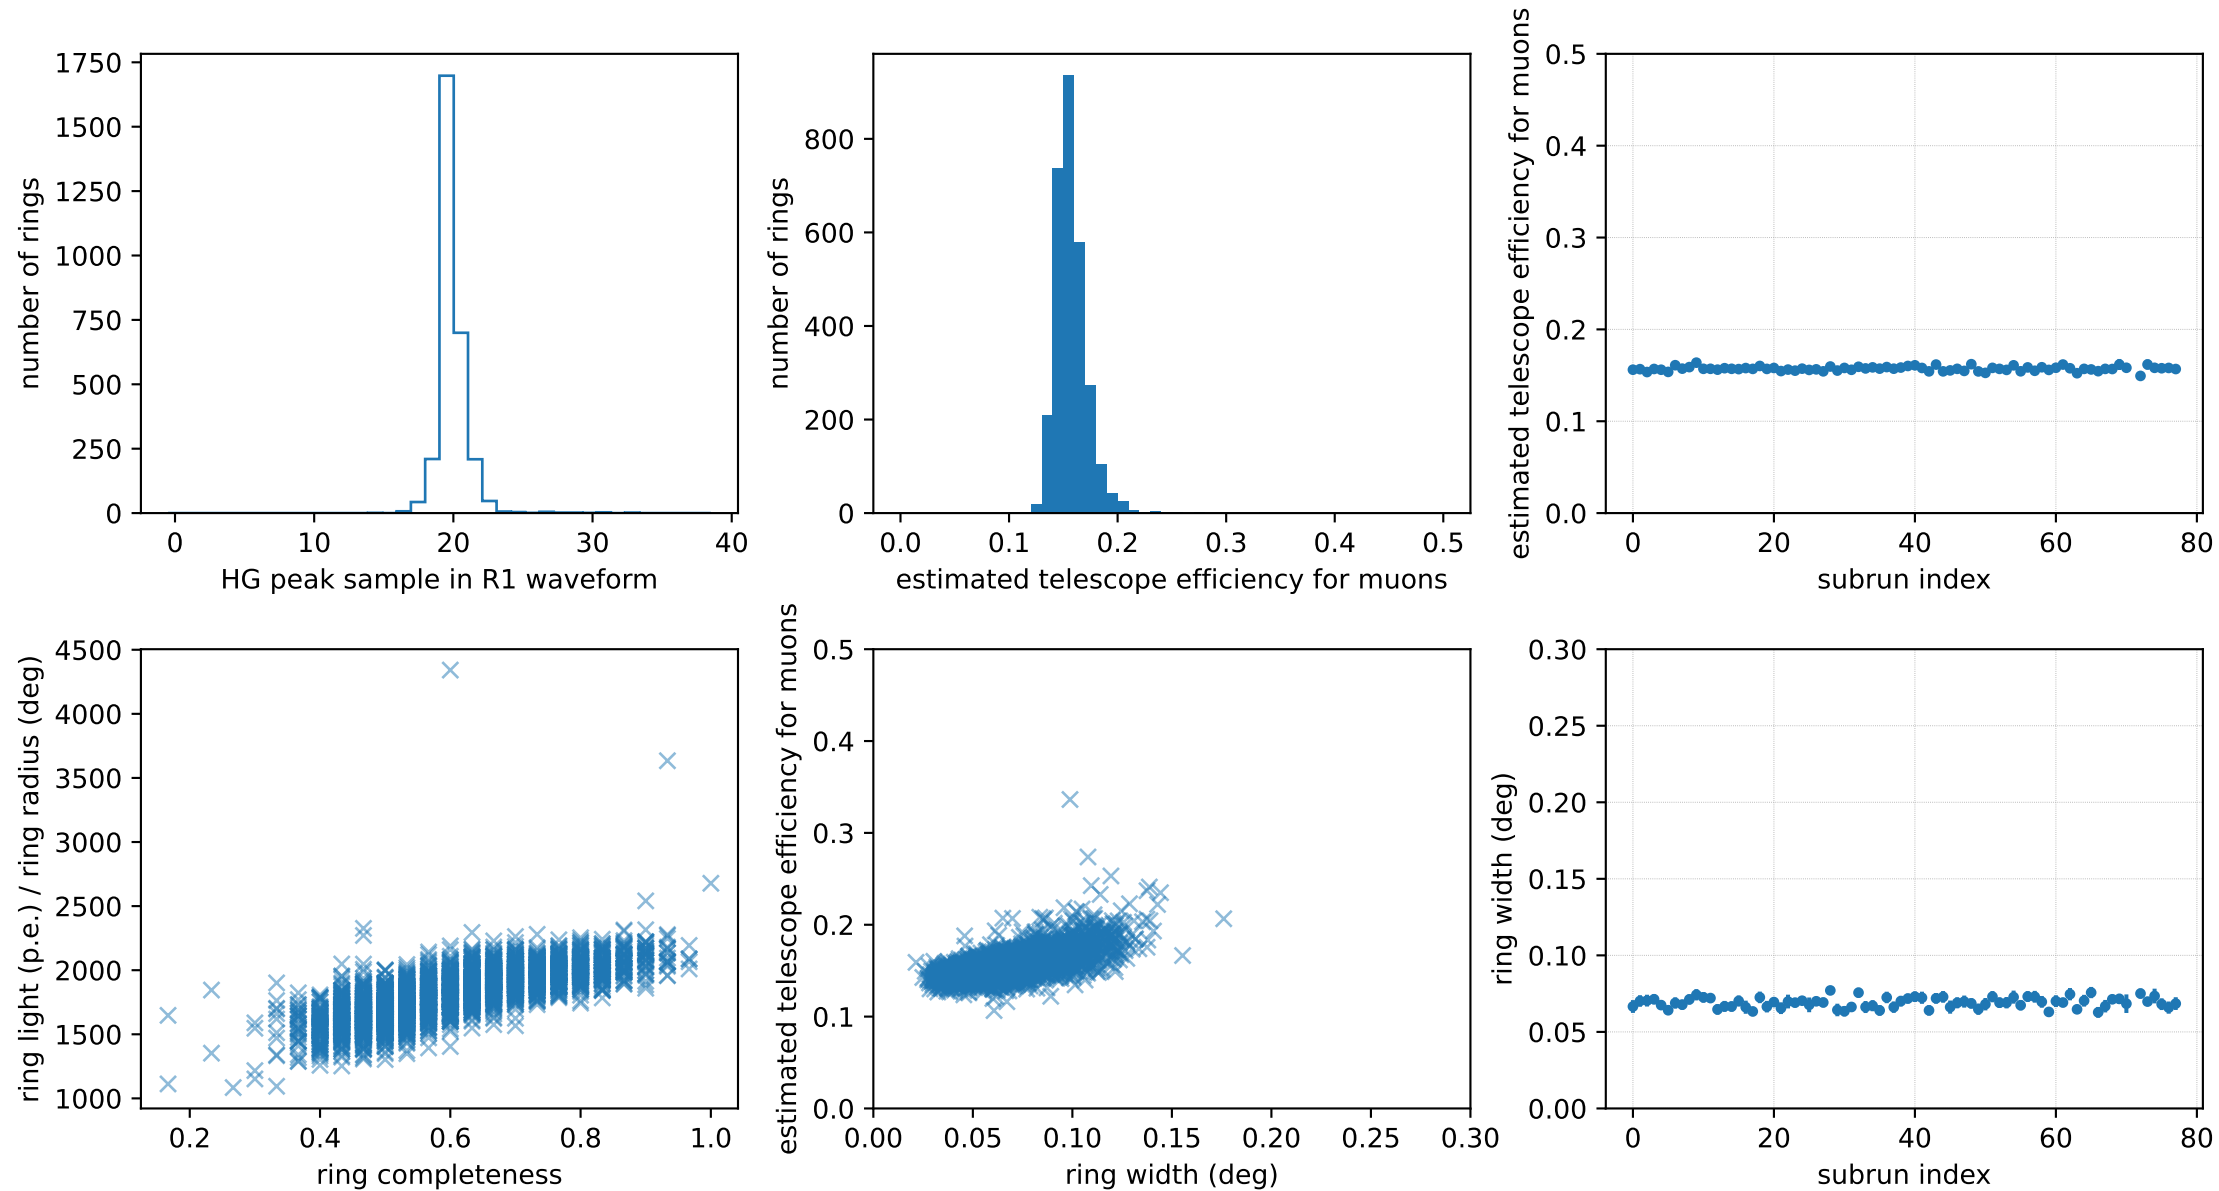 1750
1500
1250
1000
750
500
250
0
number of rings
0 10 20 30 40
HG peak sample in R1 waveform
800
600
400
200
0
number of rings
0.0 0.1 0.2 0.3 0.4 0.5
estimated telescope efficiency for muons
0.5
0.4
0.3
0.2
0.1
0.0
estimated telescope efficiency for muons
0 20 40 60 80
subrun index
4500
4000
3500
3000
2500
2000
1500
1000
ring light (p.e.) / ring radius (deg)
0.2 0.4 0.6 0.8 1.0
ring completeness
0.5
0.4
0.3
0.2
0.1
0.0
estimated telescope efficiency for muons
0.00 0.05 0.10 0.15 0.20 0.25 0.30
ring width (deg)
0.30
0.25
0.20
0.15
0.10
0.05
0.00
ring width (deg)
0 20 40 60 80
subrun index